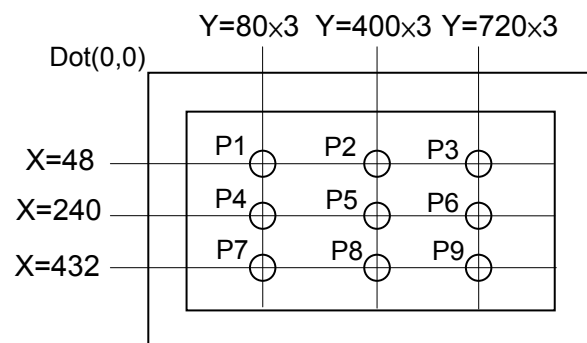 Y=80×3 Y=400×3 Y=720×3
Dot(0,0)
X=48 P1 P2 P3
X=240 P4 P5 P6
X=432 P7 P8 P9